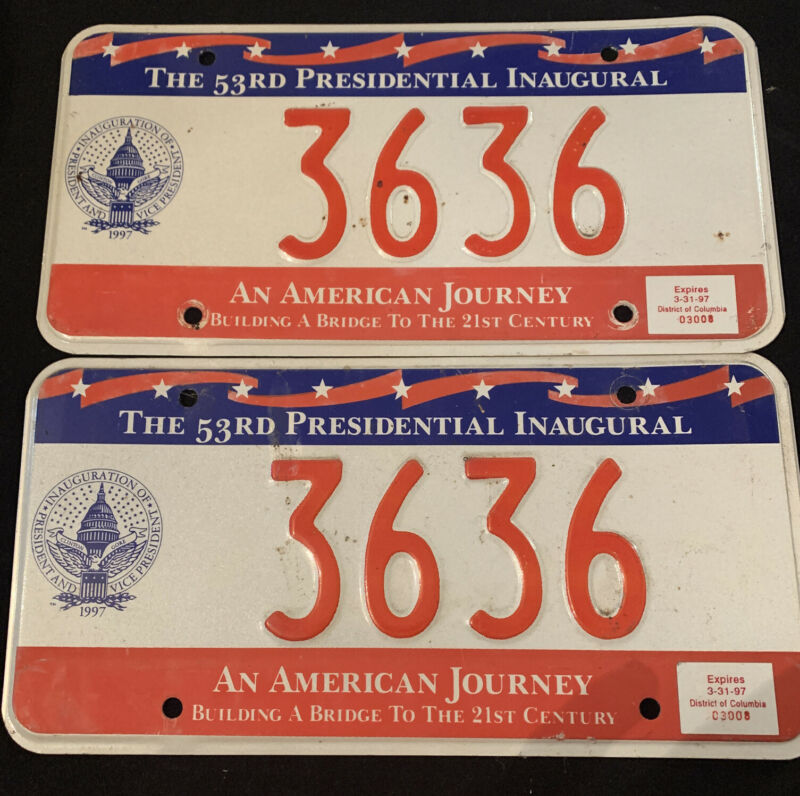 THE 53RD PRESIDENTIAL INAUGURAL
INAUGURATION OF
PRESIDENT AND VICE PRESIDENT
1997
3636
AN AMERICAN JOURNEY
BUILDING A BRIDGE TO THE 21ST CENTURY
Expires
3-31-97
District of Columbia
03008
THE 53RD PRESIDENTIAL INAUGURAL
INAUGURATION OF
PRESIDENT AND VICE PRESIDENT
CLINTON GORE
1997
3636
AN AMERICAN JOURNEY
BUILDING A BRIDGE TO THE 21ST CENTURY
Expires
3-31-97
District of Columbia
03008